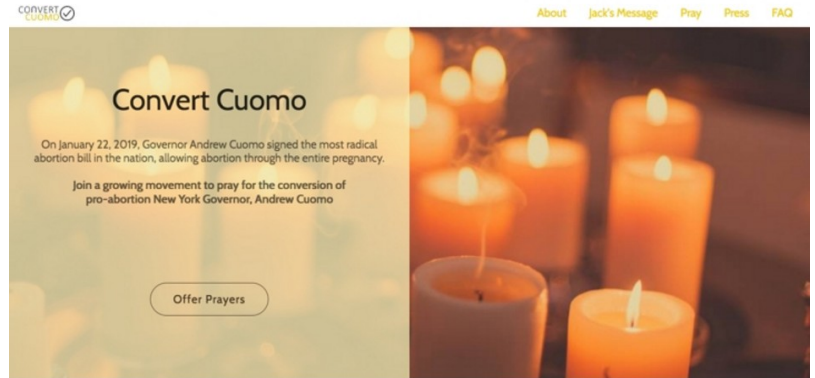 CONVERT
CUOMO
About Jack's Message Pray Press FAQ
Convert Cuomo
On January 22, 2019, Governor Andrew Cuomo signed the most radical
abortion bill in the nation, allowing abortion through the entire pregnancy.
Join a growing movement to pray for the conversion of
pro-abortion New York Governor, Andrew Cuomo
Offer Prayers